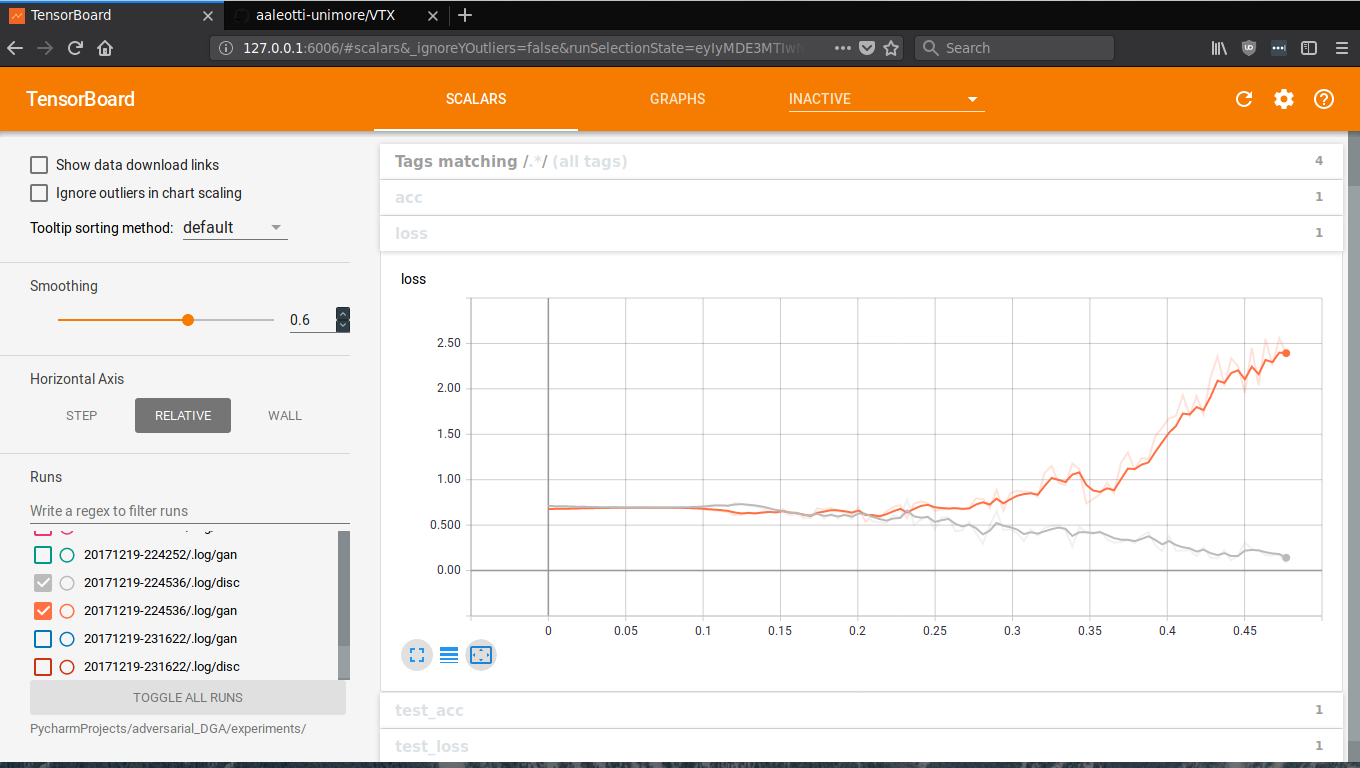 TensorBoard
aaleotti-unimore/VTX
127.0.0.1:6006/#scalars&_ignoreYOutliers=false&runSelectionState=eyIyMDE3MTIw
Search
TensorBoard
SCALARS
GRAPHS
INACTIVE
Show data download links
Ignore outliers in chart scaling
Tooltip sorting method: default
Smoothing
0.6
Horizontal Axis
STEP
RELATIVE
WALL
Runs
Write a regex to filter runs
20171219-224252/.log/gan
20171219-224536/.log/disc
20171219-224536/.log/gan
20171219-231622/.log/gan
20171219-231622/.log/disc
TOGGLE ALL RUNS
PycharmProjects/adversarial_DGA/experiments/
Tags matching /.*/ (all tags) 4
acc 1
loss 1
loss
2.50
2.00
1.50
1.00
0.500
0.00
0 0.05 0.1 0.15 0.2 0.25 0.3 0.35 0.4 0.45
test_acc 1
test_loss 1